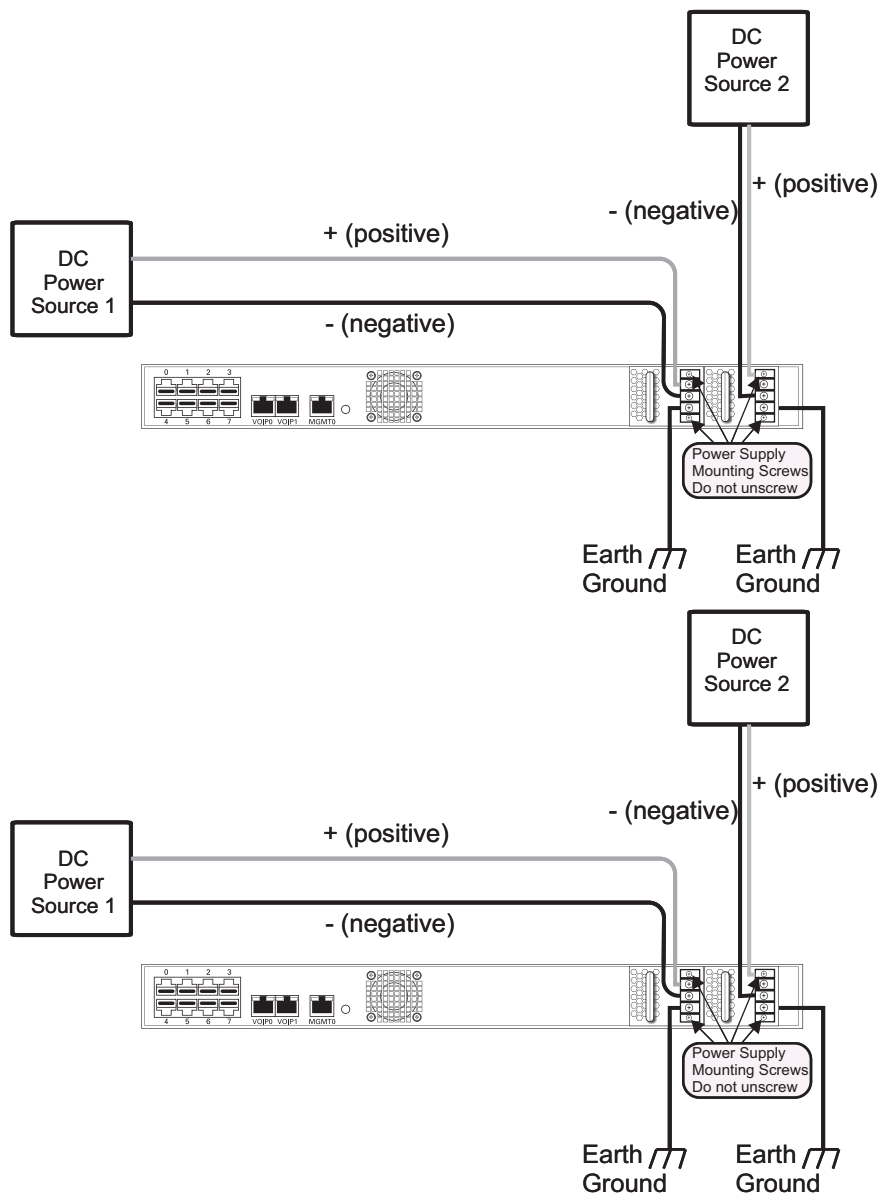 DC
Power
Source 2
+ (positive)
- (negative)
DC
Power
Source 1
+ (positive)
- (negative)
0 1 2 3
4 5 6 7
VOIP0 VOIP1 MGMT0
Power Supply
Mounting Screws
Do not unscrew
Earth
Ground
Earth
Ground
DC
Power
Source 2
+ (positive)
- (negative)
DC
Power
Source 1
+ (positive)
- (negative)
0 1 2 3
4 5 6 7
VOIP0 VOIP1 MGMT0
Power Supply
Mounting Screws
Do not unscrew
Earth
Ground
Earth
Ground